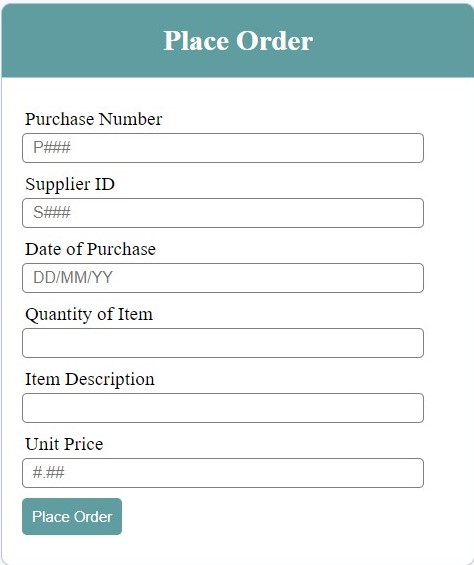 Place Order
Purchase Number
P###
Supplier ID
S###
Date of Purchase
DD/MM/YY
Quantity of Item
Item Description
Unit Price
#.##
Place Order